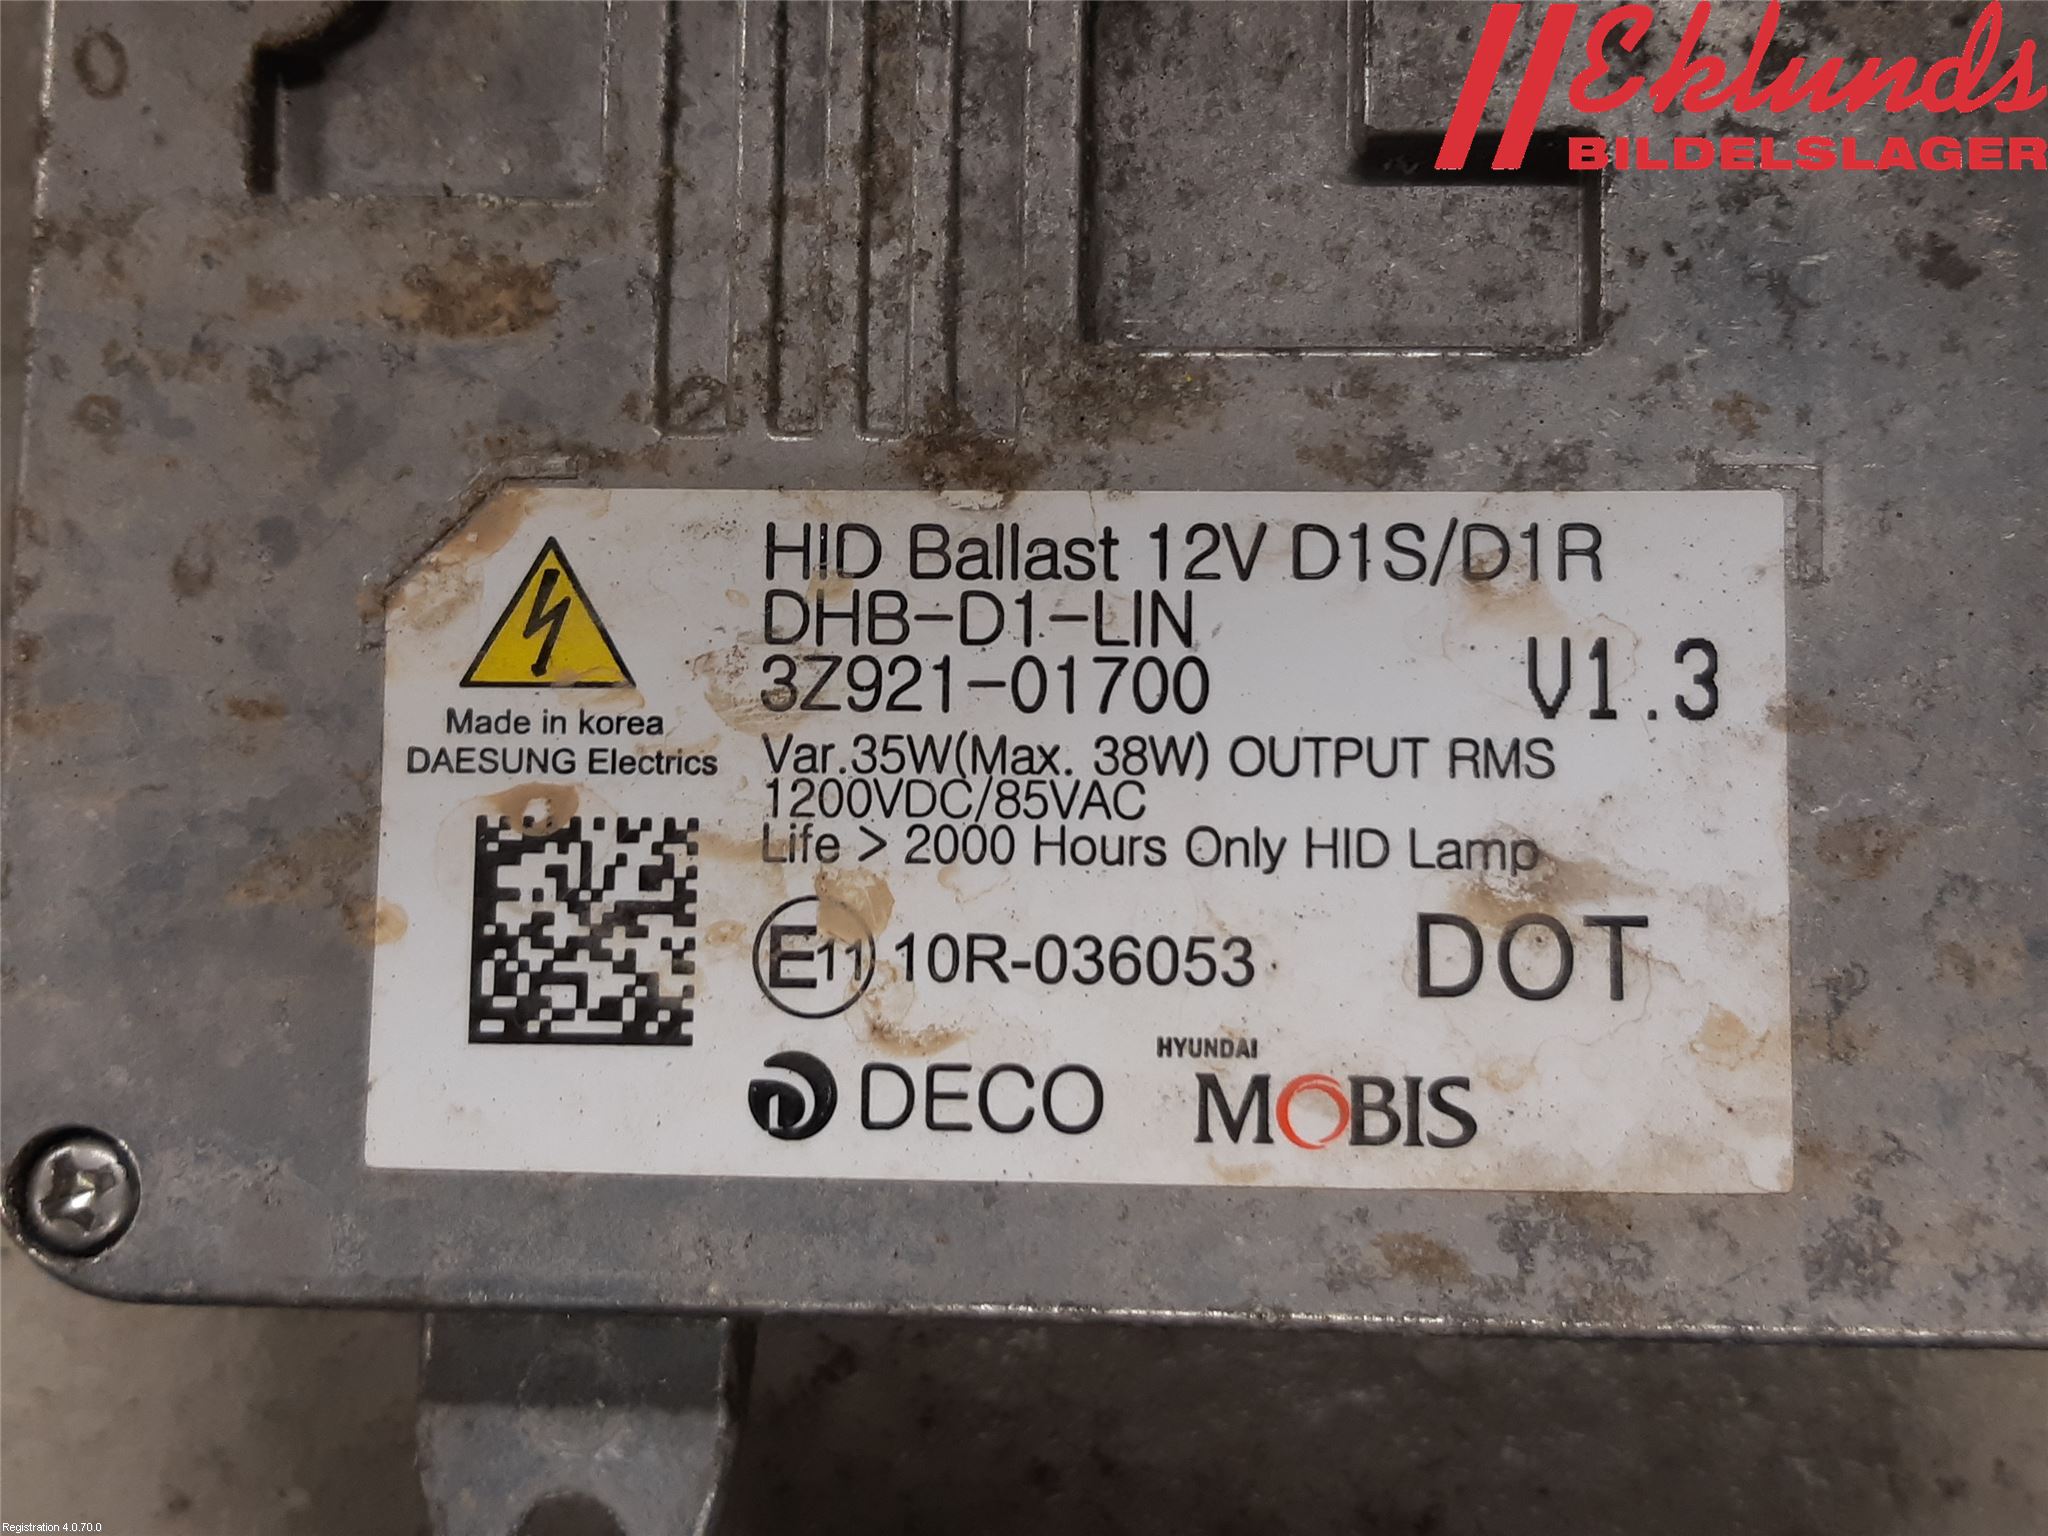 Eklunds
BILDELSLAGER
HID Ballast 12V D1S/D1R
DHB-D1-LIN
3Z921-01700
V1.3
Made in korea
DAESUNG Electrics
Var.35W(Max. 38W) OUTPUT RMS
1200VDC/85VAC
Life > 2000 Hours Only HID Lamp
E11 10R-036053
DOT
DECO
HYUNDAI
MOBIS
Registration 4.0.70.0